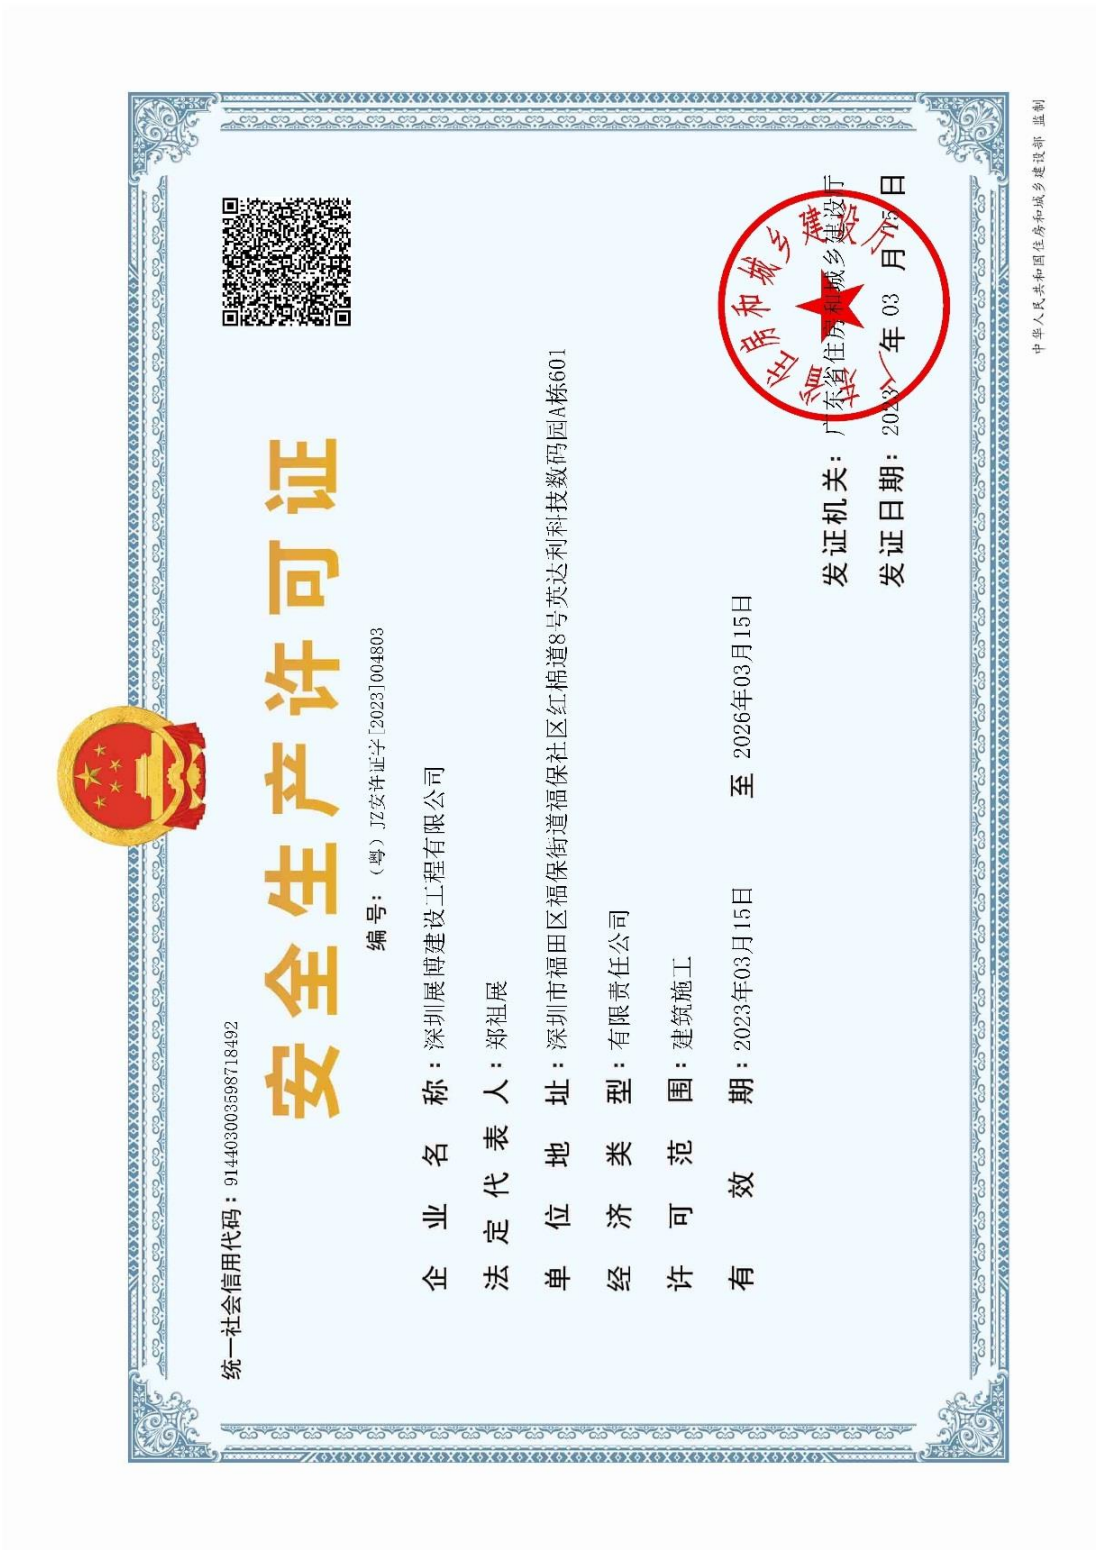 统一社会信用代码：914403003598718492
安全生产许可证
编号：（粤）JZ安许证字[2023]004803
企业名称：深圳展博建设工程有限公司
法定代表人：郑祖展
单位地址：深圳市福田区福保街道福保社区红棉道8号英达利科技数码园A栋601
经济类型：有限责任公司
许可范围：建筑施工
有效期：2023年03月15日 至 2026年03月15日
发证机关：广东省住房和城乡建设厅
发证日期：2023年03月15日
广东省住房和城乡建设厅
中华人民共和国住房和城乡建设部 监制